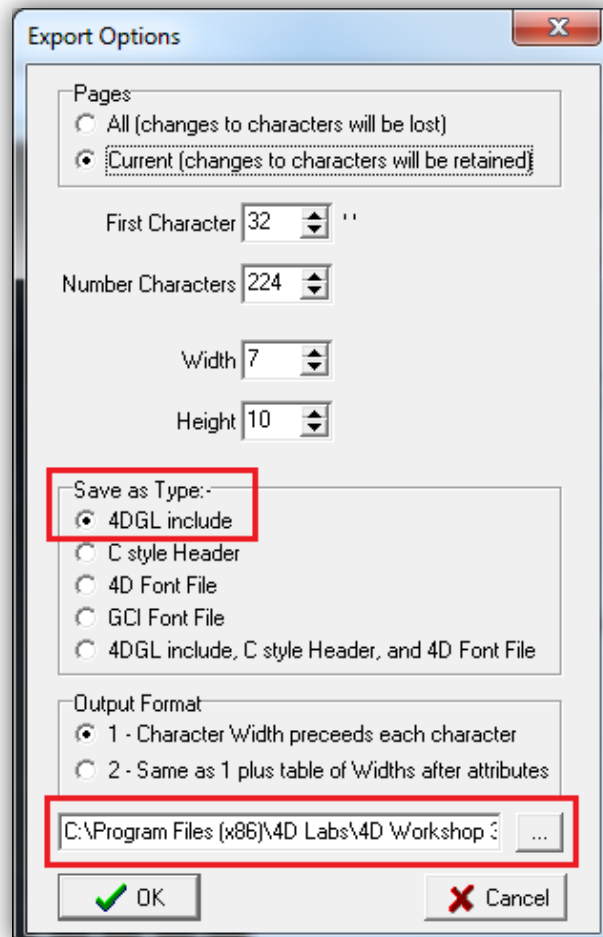 Export Options
Pages
All (changes to characters will be lost)
Current (changes to characters will be retained)
First Character 32 ' '
Number Characters 224
Width 7
Height 10
Save as Type:-
4DGL include
C style Header
4D Font File
GCI Font File
4DGL include, C style Header, and 4D Font File
Output Format
1 - Character Width preceeds each character
2 - Same as 1 plus table of Widths after attributes
C:\Program Files (x86)\4D Labs\4D Workshop 3 ...
OK Cancel